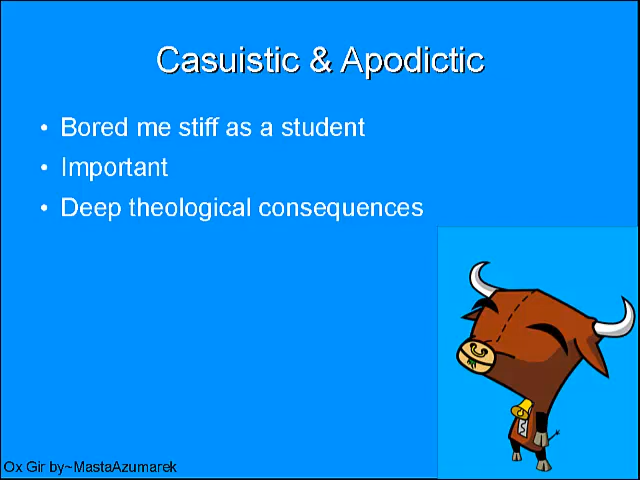 Casuistic & Apodictic
• Bored me stiff as a student
• Important
• Deep theological consequences
Ox Gir by~MastaAzumarek